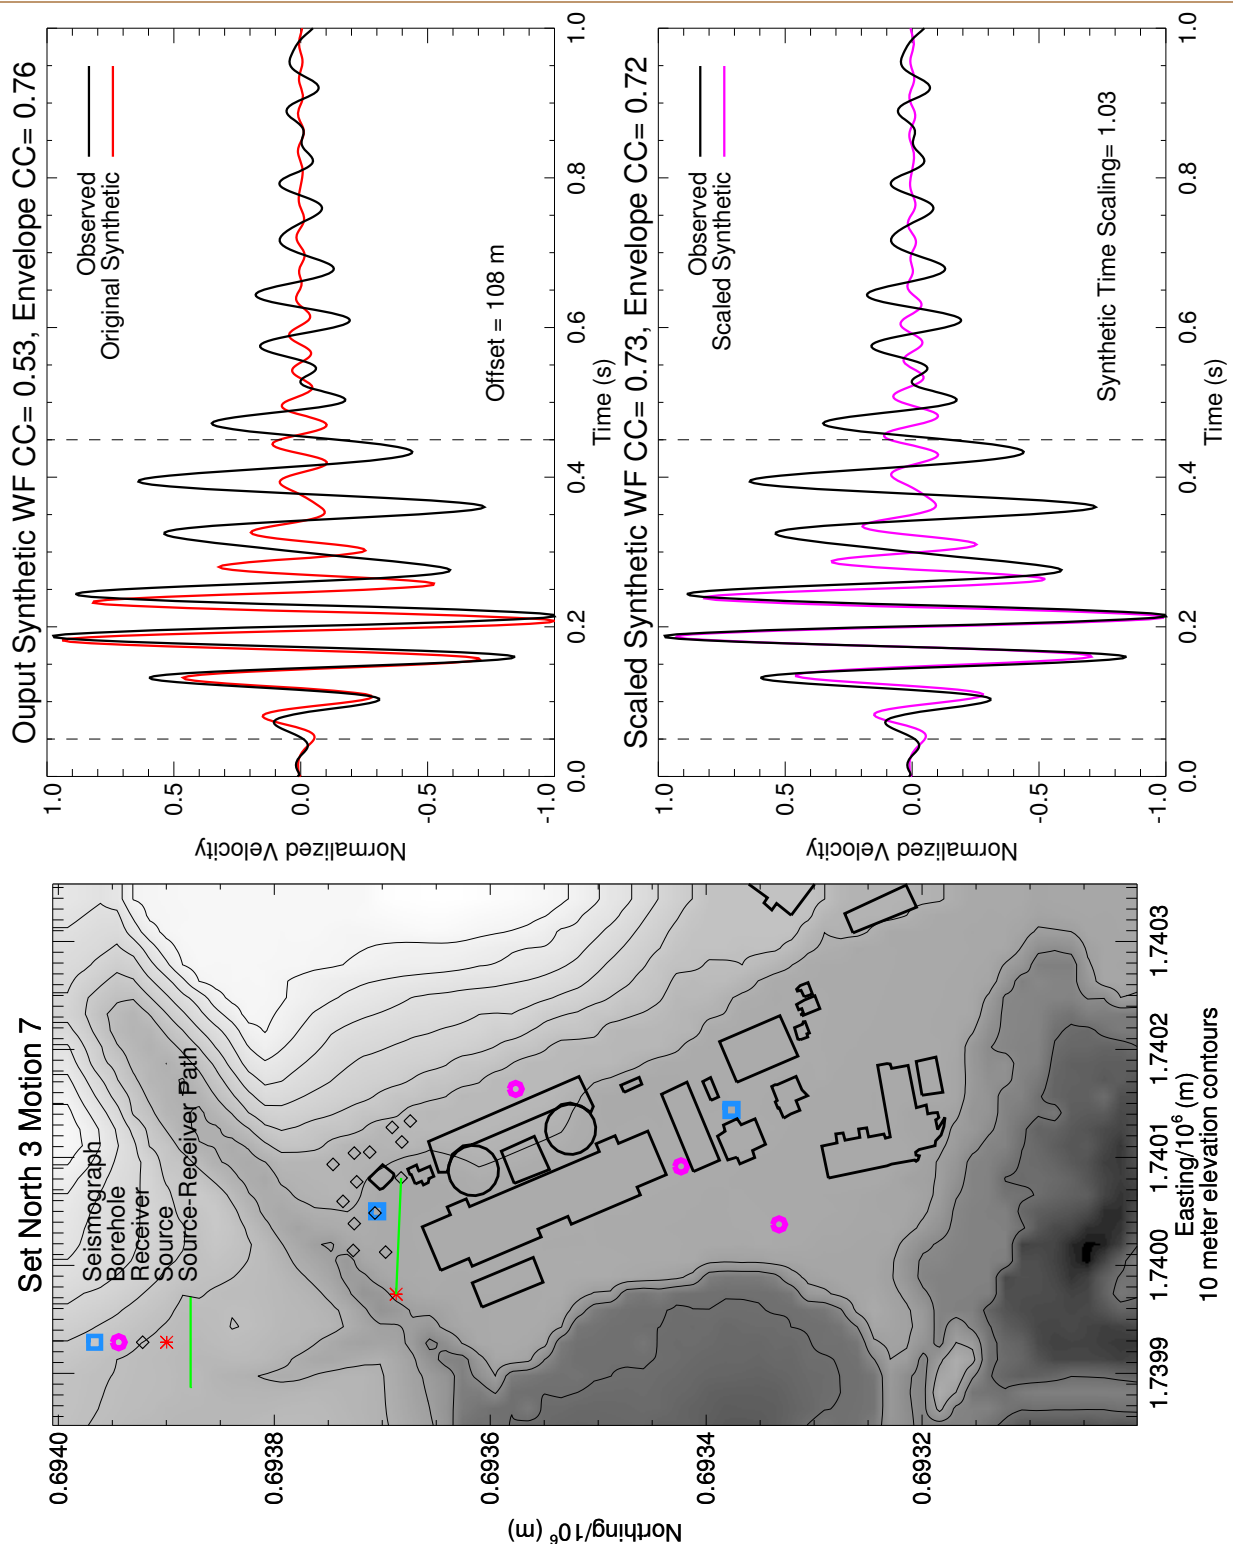 Set North 3 Motion 7
Seismograph
Borehole
Receiver
Source
Source-Receiver Path
0.6940
0.6938
0.6936
0.6934
0.6932
Northing/10⁶ (m)
1.7399
1.7400
1.7401
1.7402
1.7403
Easting/10⁶ (m)
10 meter elevation contours
Ouput Synthetic WF CC= 0.53, Envelope CC= 0.76
Observed
Original Synthetic
Offset = 108 m
1.0
0.5
0.0
-0.5
-1.0
Normalized Velocity
0.0
0.2
0.4
0.6
0.8
1.0
Time (s)
Scaled Synthetic WF CC= 0.73, Envelope CC= 0.72
Observed
Scaled Synthetic
Synthetic Time Scaling= 1.03
1.0
0.5
0.0
-0.5
-1.0
Normalized Velocity
0.0
0.2
0.4
0.6
0.8
1.0
Time (s)